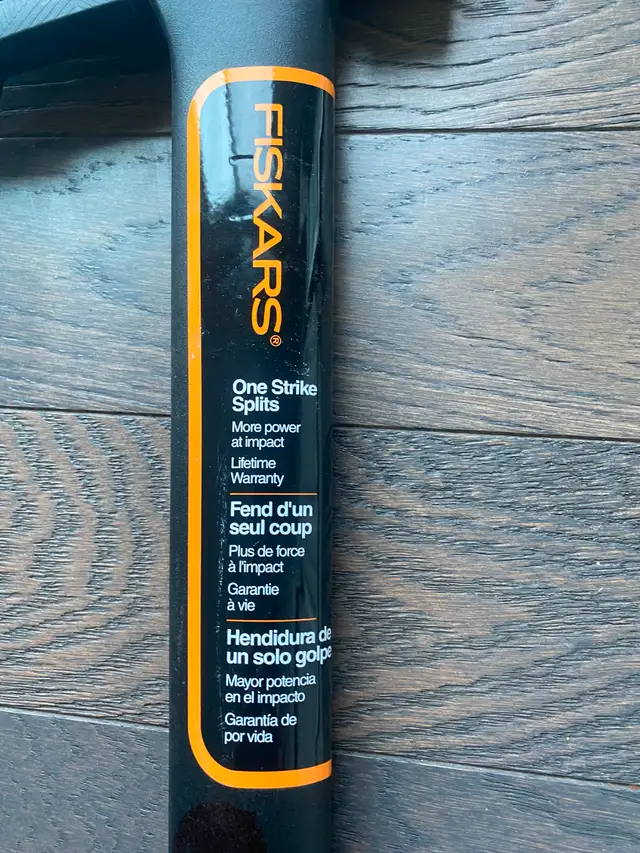 FISKARS®
One Strike
Splits
More power
at impact
Lifetime
Warranty
Fend d'un
seul coup
Plus de force
à l'impact
Garantie
à vie
Hendidura de
un solo golpe
Mayor potencia
en el impacto
Garantía de
por vida